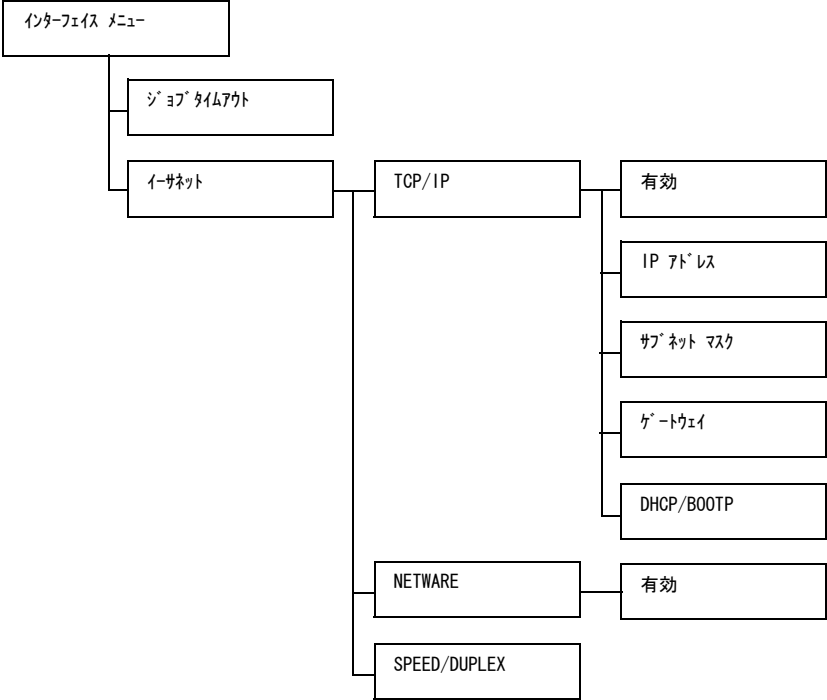 ｲﾝﾀｰﾌｪｲｽ ﾒﾆｭｰ
ｼﾞｮﾌﾞﾀｲﾑｱｳﾄ
ｲｰｻﾈｯﾄ
TCP/IP
有効
IP ｱﾄﾞﾚｽ
ｻﾌﾞﾈｯﾄ ﾏｽｸ
ｹﾞｰﾄｳｪｲ
DHCP/BOOTP
NETWARE
有効
SPEED/DUPLEX